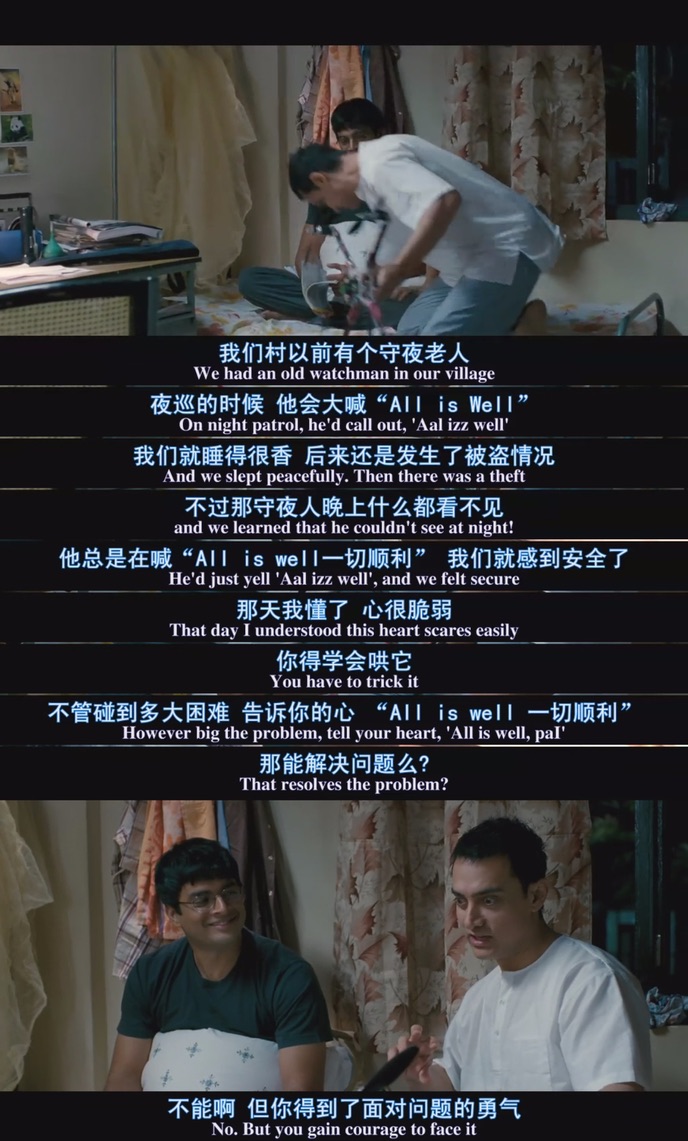 我们村以前有个守夜老人
We had an old watchman in our village
夜巡的时候 他会大喊“All is Well”
On night patrol, he'd call out, 'Aal izz well'
我们就睡得很香 后来还是发生了被盗情况
And we slept peacefully. Then there was a theft
不过那守夜人晚上什么都看不见
and we learned that he couldn't see at night!
他总是在喊“All is well一切顺利” 我们就感到安全了
He'd just yell 'Aal izz well', and we felt secure
那天我懂了 心很脆弱
That day I understood this heart scares easily
你得学会哄它
You have to trick it
不管碰到多大困难 告诉你的心 “All is well 一切顺利”
However big the problem, tell your heart, 'All is well, paI'
那能解决问题么?
That resolves the problem?
不能啊 但你得到了面对问题的勇气
No. But you gain courage to face it